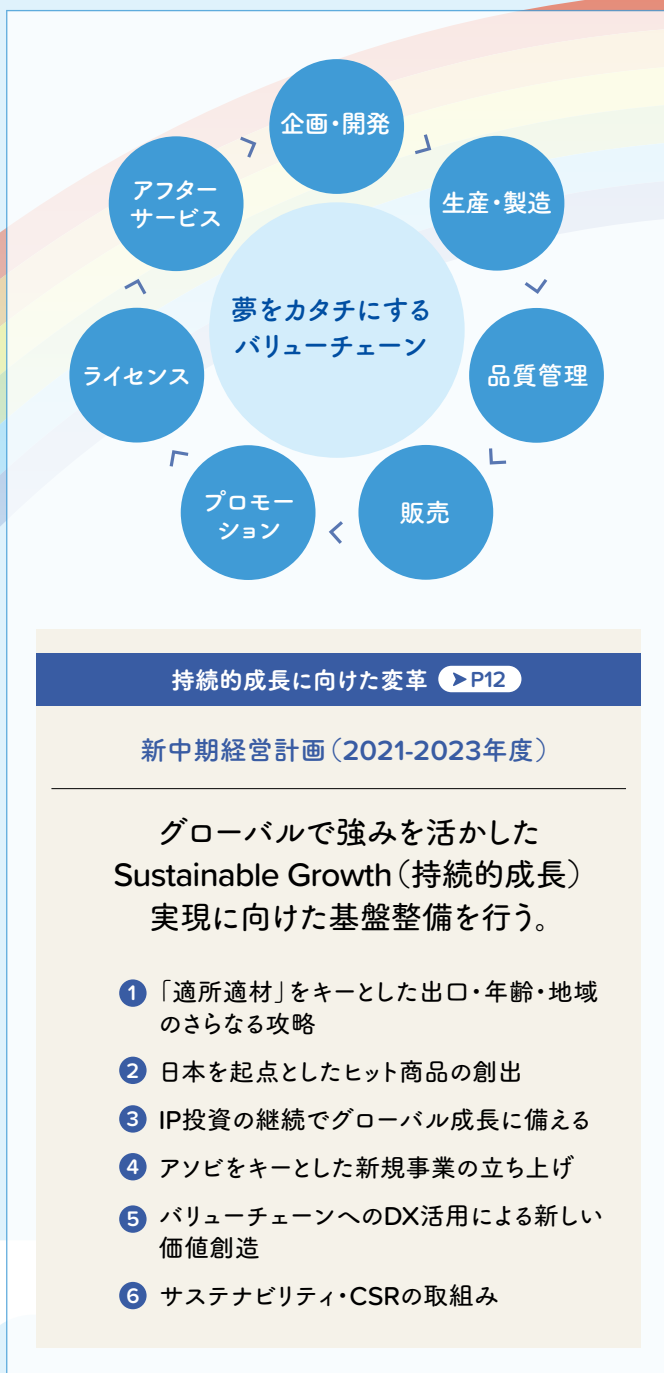 企画・開発
生産・製造
品質管理
販売
プロモー
ション
ライセンス
アフター
サービス
夢をカタチにする
バリューチェーン
持続的成長に向けた変革 ➤P12
新中期経営計画（2021-2023年度）
グローバルで強みを活かした
Sustainable Growth（持続的成長）
実現に向けた基盤整備を行う。
1 「適所適材」をキーとした出口・年齢・地域
のさらなる攻略
2 日本を起点としたヒット商品の創出
3 IP投資の継続でグローバル成長に備える
4 アソビをキーとした新規事業の立ち上げ
5 バリューチェーンへのDX活用による新しい
価値創造
6 サステナビリティ・CSRの取組み